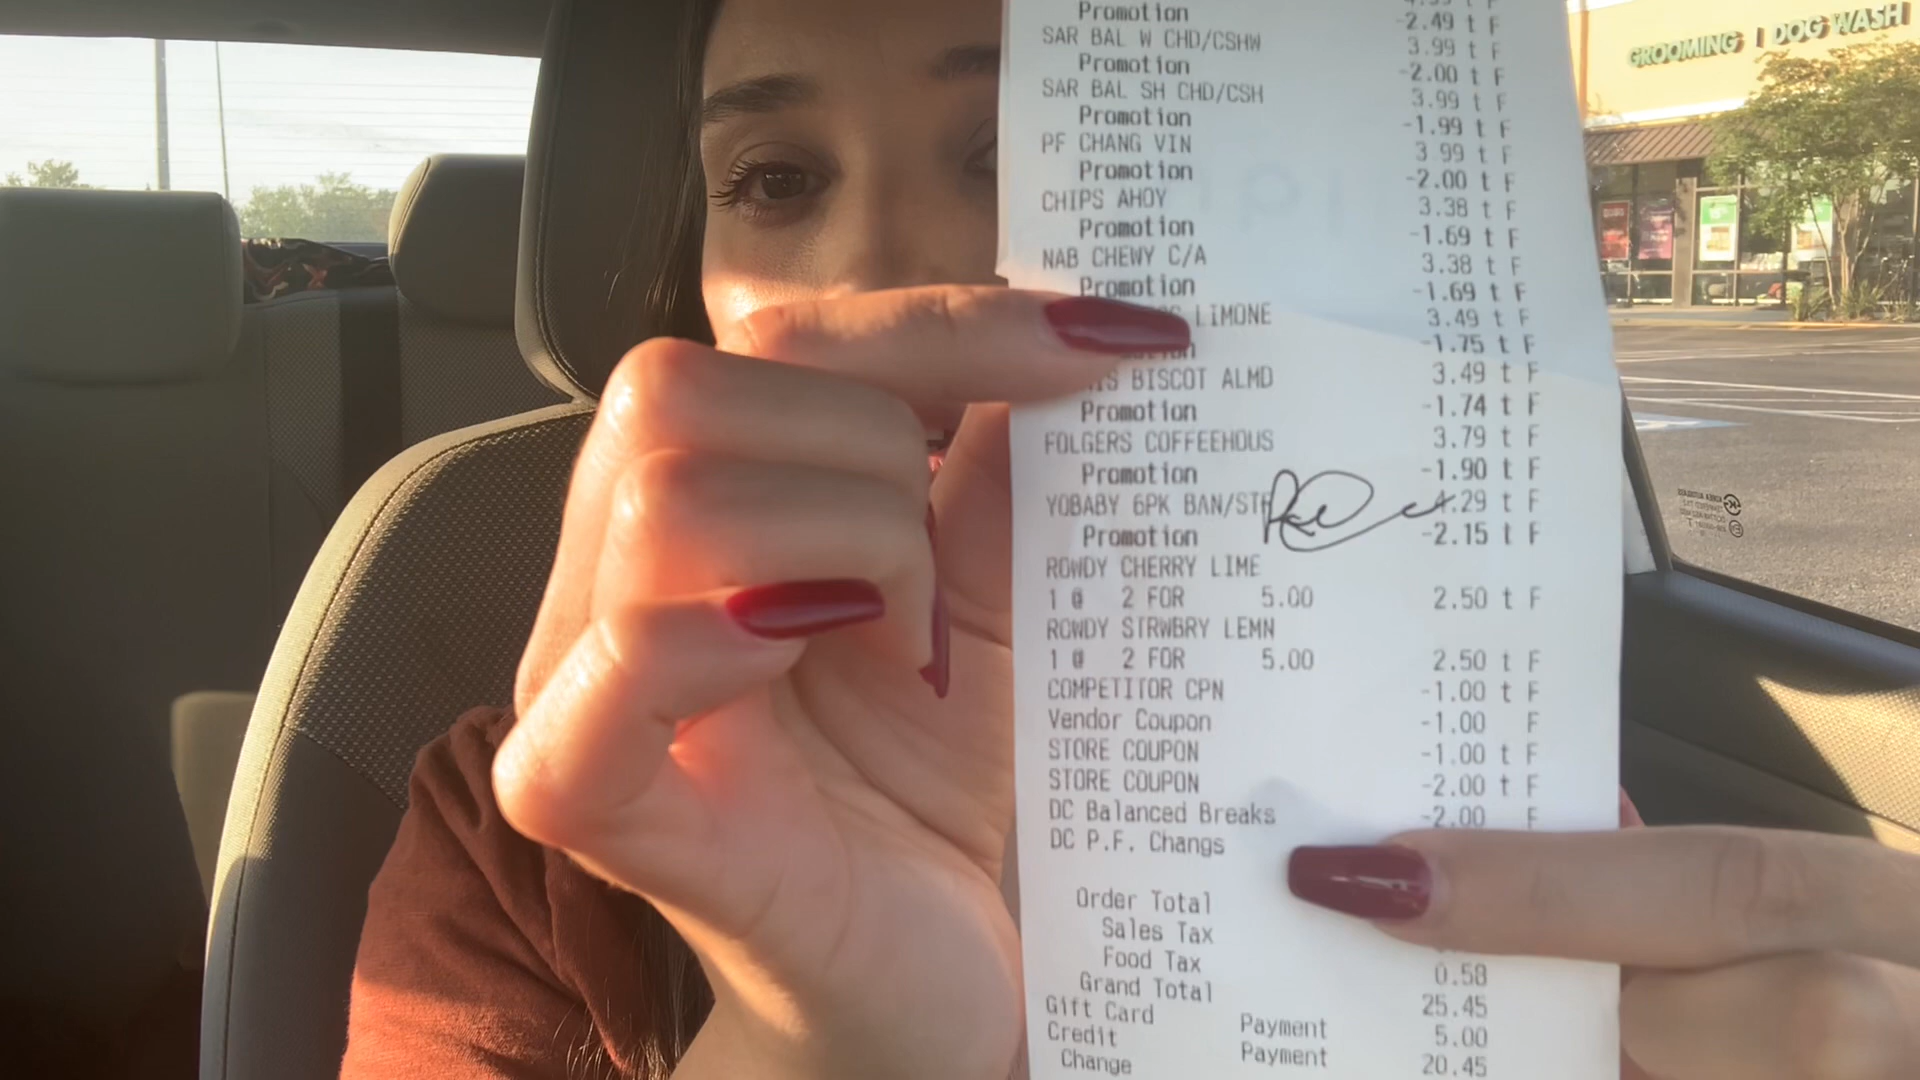 GROOMING | DOG WASH
Promotion -2.49 t F
SAR BAL W CHD/CSHW 3.99 t F
Promotion -2.00 t F
SAR BAL SH CHD/CSH 3.99 t F
Promotion -1.99 t F
PF CHANG VIN 3 99 t F
Promotion -2.00 t F
CHIPS AHOY 3.38 t F
Promotion -1.69 t F
NAB CHEWY C/A 3.38 t F
Promotion -1.69 t F
LIMONE 3.49 t F
-1.75 t F
BISCOT ALMD 3.49 t F
Promotion -1.74 t F
FOLGERS COFFEEHOUS 3.79 t F
Promotion -1.90 t F
YOBABY 6PK BAN/STR 4.29 t F
Promotion -2.15 t F
ROWDY CHERRY LIME
1 @ 2 FOR 5.00 2.50 t F
ROWDY STRWBRY LEMN
1 @ 2 FOR 5.00 2.50 t F
COMPETITOR CPN -1.00 t F
Vendor Coupon -1.00 F
STORE COUPON -1.00 t F
STORE COUPON -2.00 t F
DC Balanced Breaks -2.00 F
DC P.F. Changs
Order Total
Sales Tax
Food Tax 0.58
Grand Total 25.45
Gift Card Payment 5.00
Credit Payment 20.45
Change